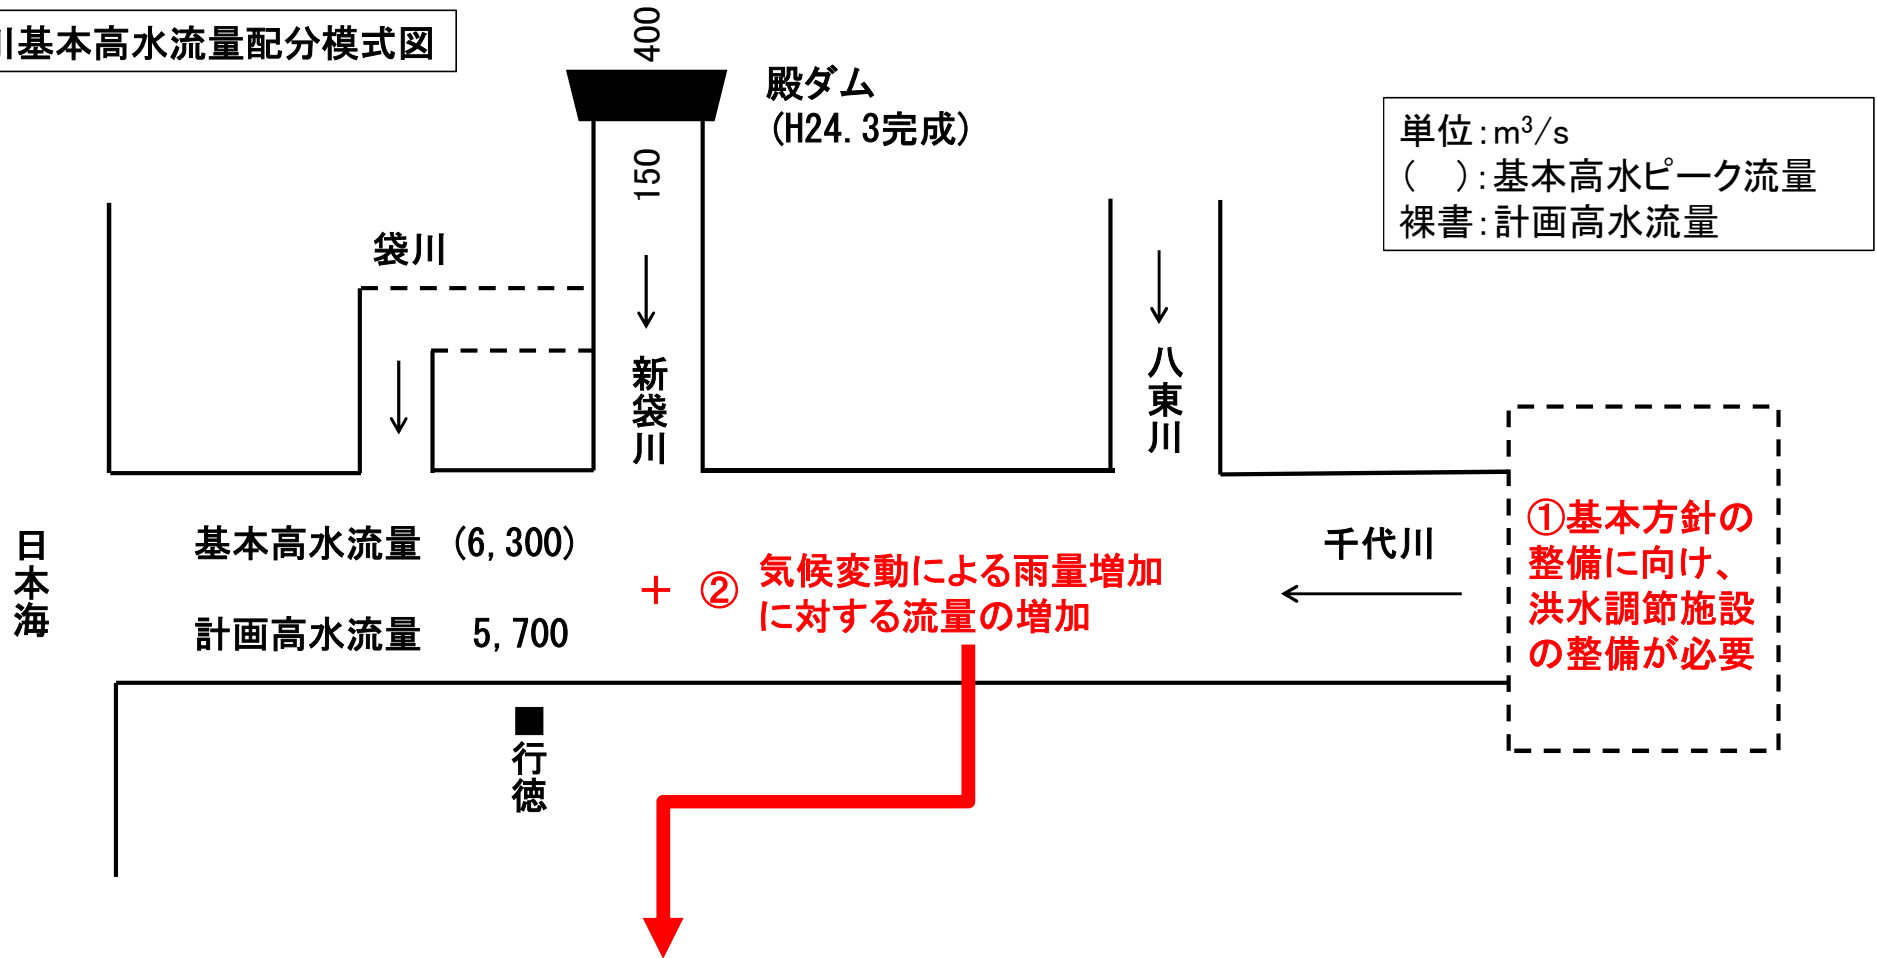 川基本高水流量配分模式図
400
殿ダム
(H24.3完成)
150
単位:m³/s
(　):基本高水ピーク流量
裸書:計画高水流量
袋川
新袋川
八東川
日本海
基本高水流量 (6,300)
計画高水流量 5,700
+ ② 気候変動による雨量増加
に対する流量の増加
千代川
①基本方針の
整備に向け、
洪水調節施設
の整備が必要
■行徳